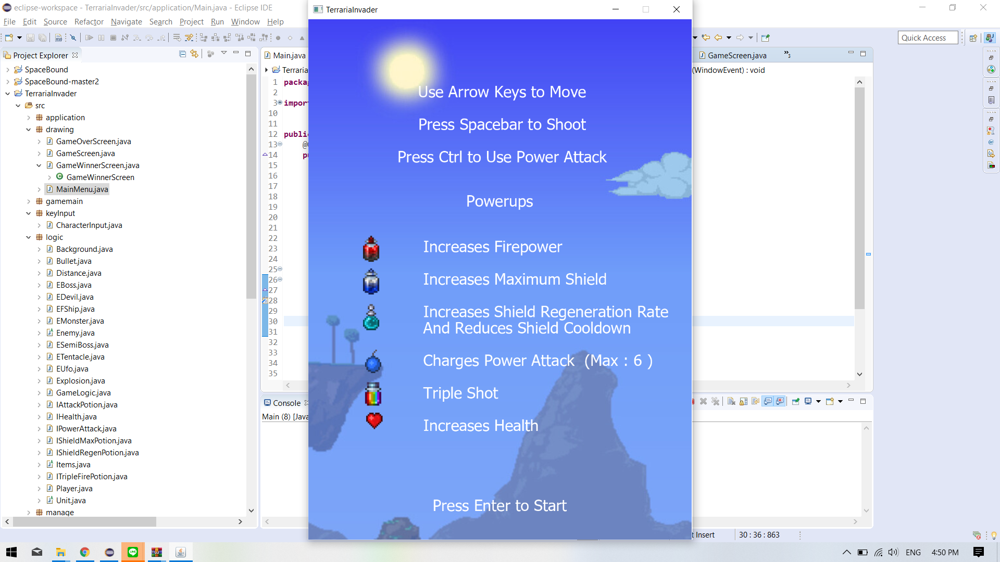 eclipse-workspace - TerrariaInvader/src/application/Main.java - Eclipse IDE
File Edit Source Refactor Navigate Search Project Run Window Help
Quick Access
Project Explorer
SpaceBound
SpaceBound-master2
TerrariaInvader
src
application
drawing
GameOverScreen.java
GameScreen.java
GameWinnerScreen.java
GameWinnerScreen
MainMenu.java
gamemain
keyInput
CharacterInput.java
logic
Background.java
Bullet.java
Distance.java
EBoss.java
EDevil.java
EFShip.java
EMonster.java
Enemy.java
ESemiBoss.java
ETentacle.java
EUfo.java
Explosion.java
GameLogic.java
IAttackPotion.java
IHealth.java
IPowerAttack.java
IShieldMaxPotion.java
IShieldRegenPotion.java
Items.java
ITripleFirePotion.java
Player.java
Unit.java
manage
Main.java
Terraria
1 packa
2
3 impor
10
11
12 publi
13 @
14 p
15
16
17
18
19
20
21
22
23
24
25
26
27
28
29
30
31
32
33
34
35
Console
Main (8) [Java
TerrariaInvader
Use Arrow Keys to Move
Press Spacebar to Shoot
Press Ctrl to Use Power Attack
Powerups
Increases Firepower
Increases Maximum Shield
Increases Shield Regeneration Rate
And Reduces Shield Cooldown
Charges Power Attack (Max : 6 )
Triple Shot
Increases Health
Press Enter to Start
GameScreen.java
3
(WindowEvent) : void
t Insert
30 : 36 : 863
ENG
4:50 PM